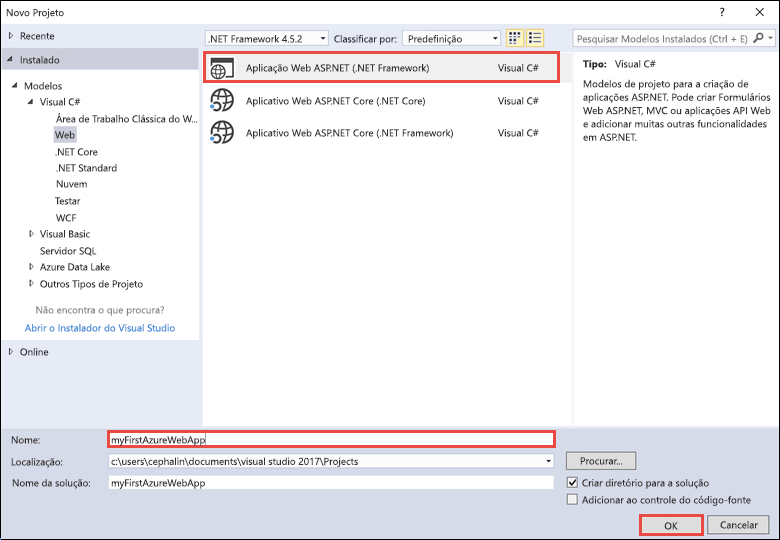 Novo Projeto
? ×
Recente
Instalado
Modelos
Visual C#
Área de Trabalho Clássica do W...
Web
.NET Core
.NET Standard
Nuvem
Testar
WCF
Visual Basic
Servidor SQL
Azure Data Lake
Outros Tipos de Projeto
Não encontra o que procura?
Abrir o Instalador do Visual Studio
Online
.NET Framework 4.5.2 Classificar por: Predefinição
Aplicação Web ASP.NET (.NET Framework) Visual C#
Aplicativo Web ASP.NET Core (.NET Core) Visual C#
Aplicativo Web ASP.NET Core (.NET Framework) Visual C#
Pesquisar Modelos Instalados (Ctrl + E)
Tipo: Visual C#
Modelos de projeto para a criação de
aplicações ASP.NET. Pode criar Formulários
Web ASP.NET, MVC ou aplicações API Web
e adicionar muitas outras funcionalidades
em ASP.NET.
Nome: myFirstAzureWebApp
Localização: c:\users\cephalin\documents\visual studio 2017\Projects Procurar...
Nome da solução: myFirstAzureWebApp
Criar diretório para a solução
Adicionar ao controle do código-fonte
OK Cancelar